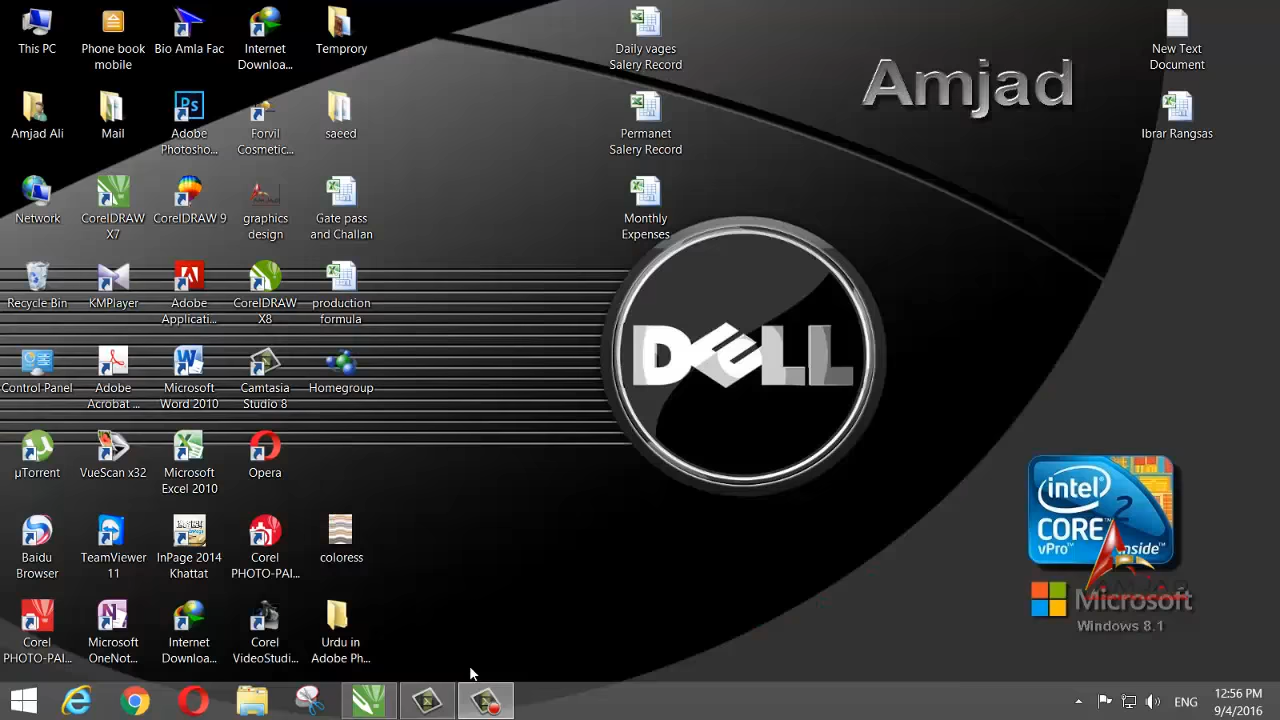 This PC
Phone book
mobile
Bio Amla Fac
Internet
Downloa...
Temprory
Daily vages
Salery Record
New Text
Document
Amjad
Amjad Ali
Mail
Ps
Adobe
Photosho...
Forvil
Cosmetic...
saeed
Permanet
Salery Record
Ibrar Rangsas
Network
CorelDRAW
X7
CorelDRAW 9
graphics
design
Gate pass
and Challan
Monthly
Expenses
Recycle Bin
KMPlayer
Adobe
Applicati...
CorelDRAW
X8
production
formula
DELL
Control Panel
Adobe
Acrobat ...
Microsoft
Word 2010
Camtasia
Studio 8
Homegroup
µTorrent
VueScan x32
Microsoft
Excel 2010
Opera
intel
CORE 2
vPro inside™
Baidu
Browser
TeamViewer
11
InPage 2014
Khattat
Corel
PHOTO-PAI...
coloress
Microsoft
Windows 8.1
Corel
PHOTO-PAI...
Microsoft
OneNot...
Internet
Downloa...
Corel
VideoStudi...
Urdu in
Adobe Ph...
ENG
12:56 PM
9/4/2016